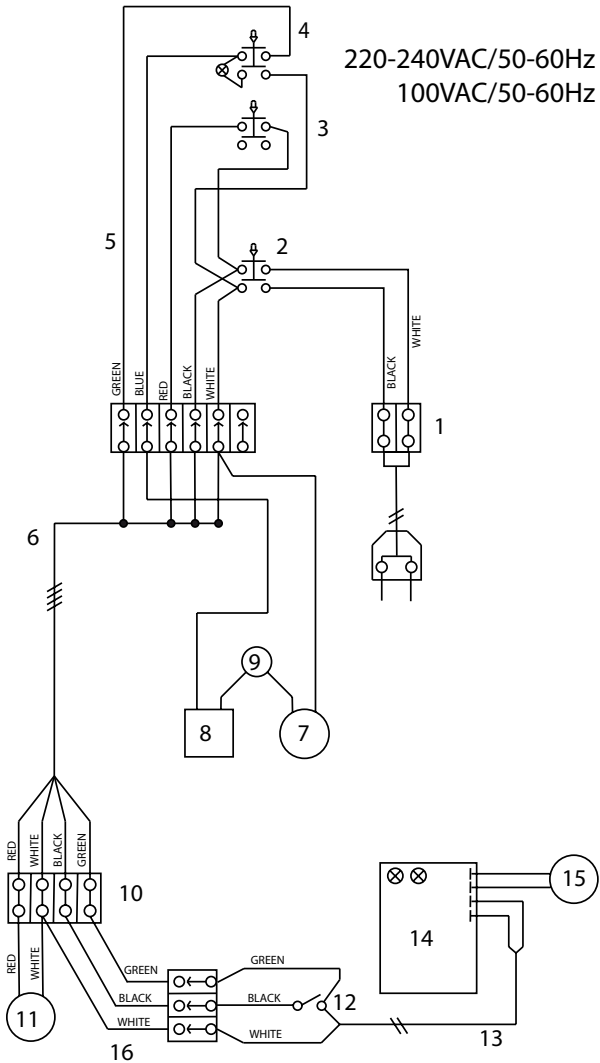 4
220-240VAC/50-60Hz
100VAC/50-60Hz
3
5
2
GREEN
BLUE
RED
BLACK
WHITE
BLACK
WHITE
1
6
9
8
7
RED
WHITE
BLACK
GREEN
10
15
14
RED
WHITE
11
GREEN
GREEN
BLACK
BLACK
12
WHITE
WHITE
13
16